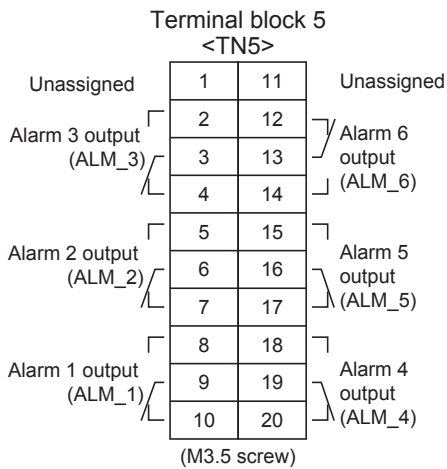 Terminal block 5
<TN5>
Unassigned 1 11 Unassigned
2 12
Alarm 3 output
(ALM_3)
3 13
Alarm 6
output
(ALM_6)
4 14
5 15
Alarm 2 output
(ALM_2)
6 16
Alarm 5
output
(ALM_5)
7 17
8 18
Alarm 1 output
(ALM_1)
9 19
Alarm 4
output
(ALM_4)
10 20
(M3.5 screw)